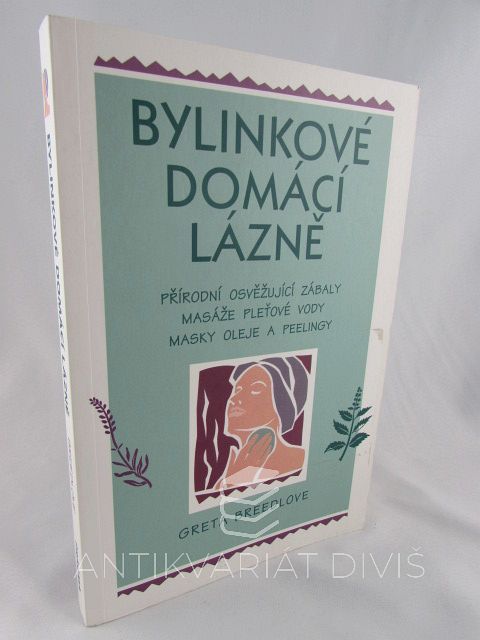 BYLINKOVÉ
DOMÁCÍ
LÁZNĚ
PŘÍRODNÍ OSVĚŽUJÍCÍ ZÁBALY
MASÁŽE PLEŤOVÉ VODY
MASKY OLEJE A PEELINGY
GRETA BREEDLOVE
BYLINKOVÉ DOMÁCÍ LÁZNĚ
ANTIKVARIÁT DIVIŠ